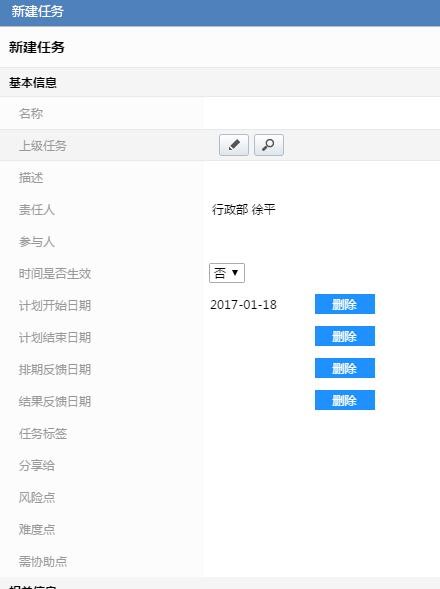 新建任务
新建任务
基本信息
名称
上级任务
描述
责任人 行政部 徐平
参与人
时间是否生效 否
计划开始日期 2017-01-18 删除
计划结束日期 删除
排期反馈日期 删除
结果反馈日期 删除
任务标签
分享给
风险点
难度点
需协助点